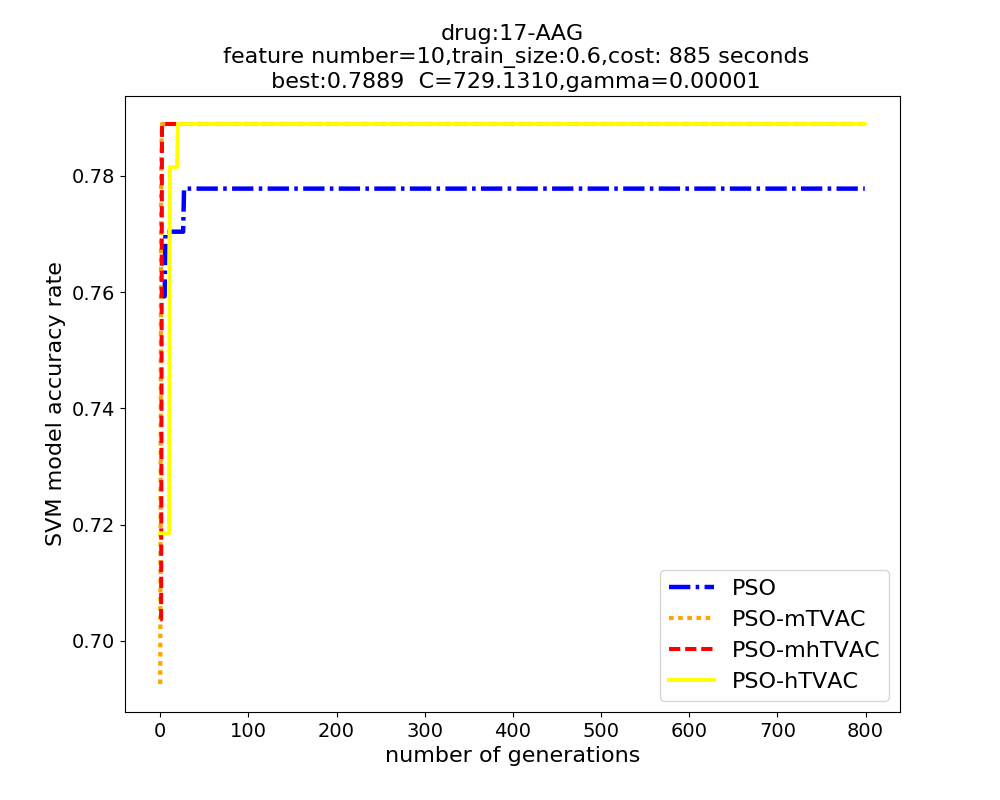 drug:17-AAG
feature number=10,train_size:0.6,cost: 885 seconds
best:0.7889  C=729.1310,gamma=0.00001
SVM model accuracy rate
0.78
0.76
0.74
0.72
0.70
0 100 200 300 400 500 600 700 800
number of generations
PSO
PSO-mTVAC
PSO-mhTVAC
PSO-hTVAC